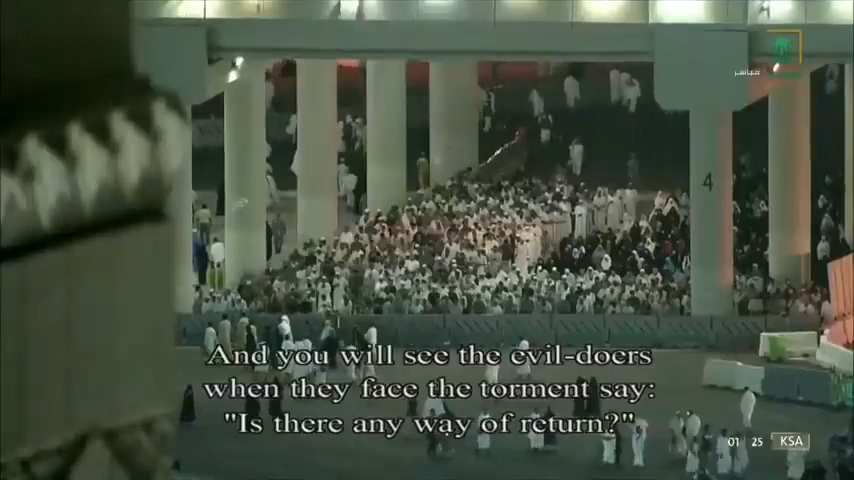 مباشر
4
And you will see the evil-doers
when they face the torment say:
"Is there any way of return?"
01 25 KSA